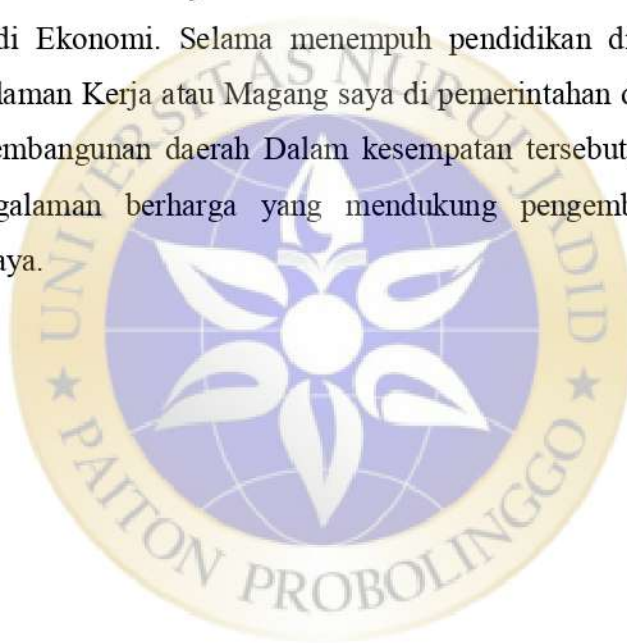 di Ekonomi. Selama menempuh pendidikan di
laman Kerja atau Magang saya di pemerintahan
embangunan daerah Dalam kesempatan tersebut,
galaman berharga yang mendukung pengemb
aya.
UNIVERSITAS NURUL JADID
PAITON PROBOLINGGO